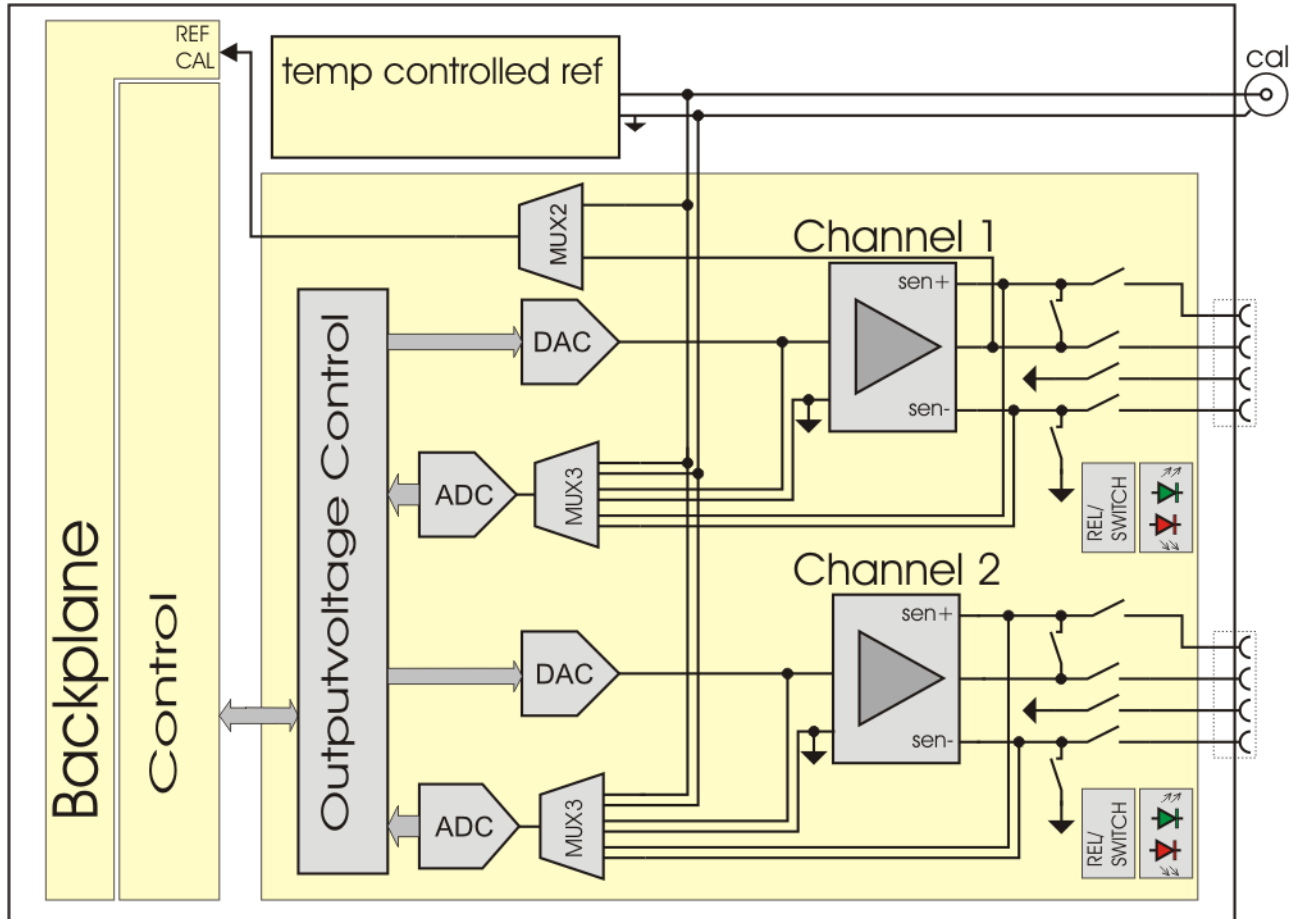 REF
CAL
temp controlled ref
cal
Backplane
Control
Outputvoltage Control
MUX2
Channel 1
sen+
DAC
sen-
ADC
MUX3
REL/
SWITCH
Channel 2
sen+
DAC
sen-
ADC
MUX3
REL/
SWITCH